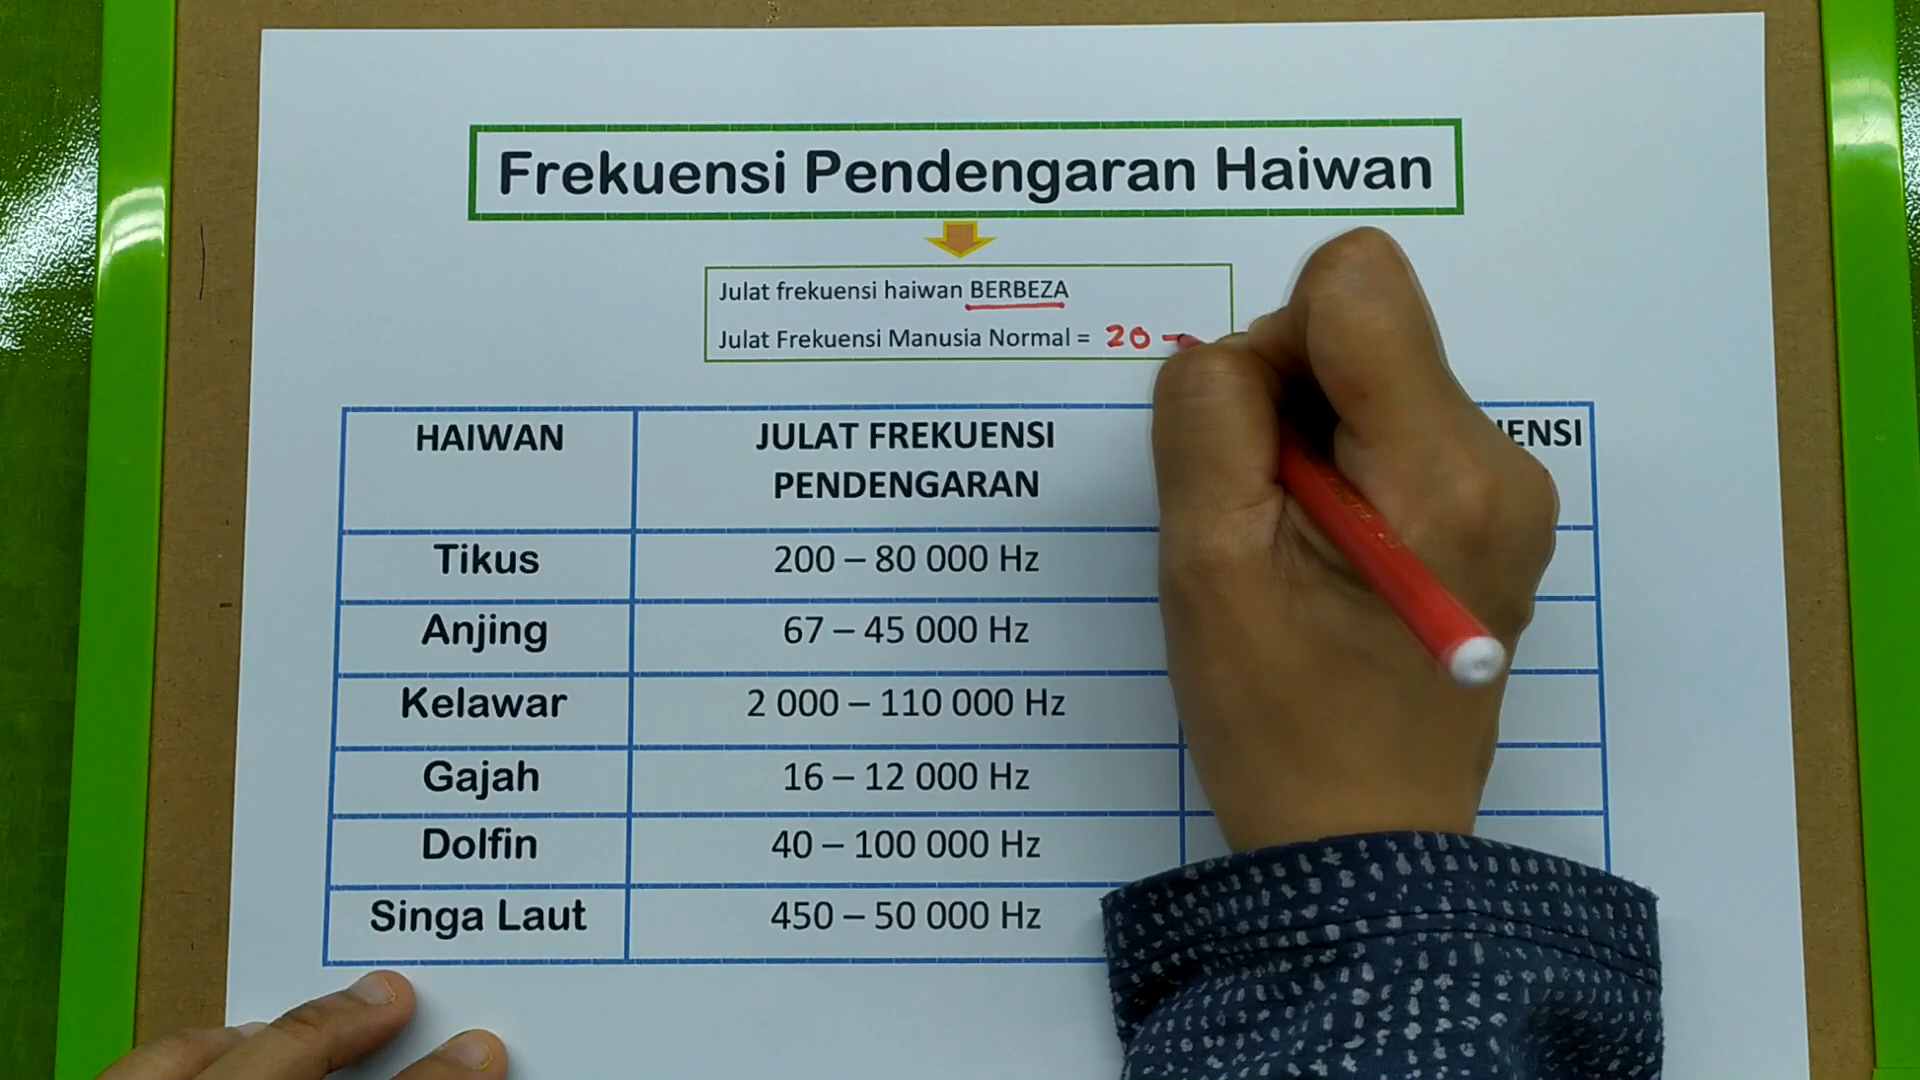 Frekuensi Pendengaran Haiwan
Julat frekuensi haiwan BERBEZA
Julat Frekuensi Manusia Normal = 20 –
HAIWAN
JULAT FREKUENSI
PENDENGARAN
Tikus
200 – 80 000 Hz
Anjing
67 – 45 000 Hz
Kelawar
2 000 – 110 000 Hz
Gajah
16 – 12 000 Hz
Dolfin
40 – 100 000 Hz
Singa Laut
450 – 50 000 Hz